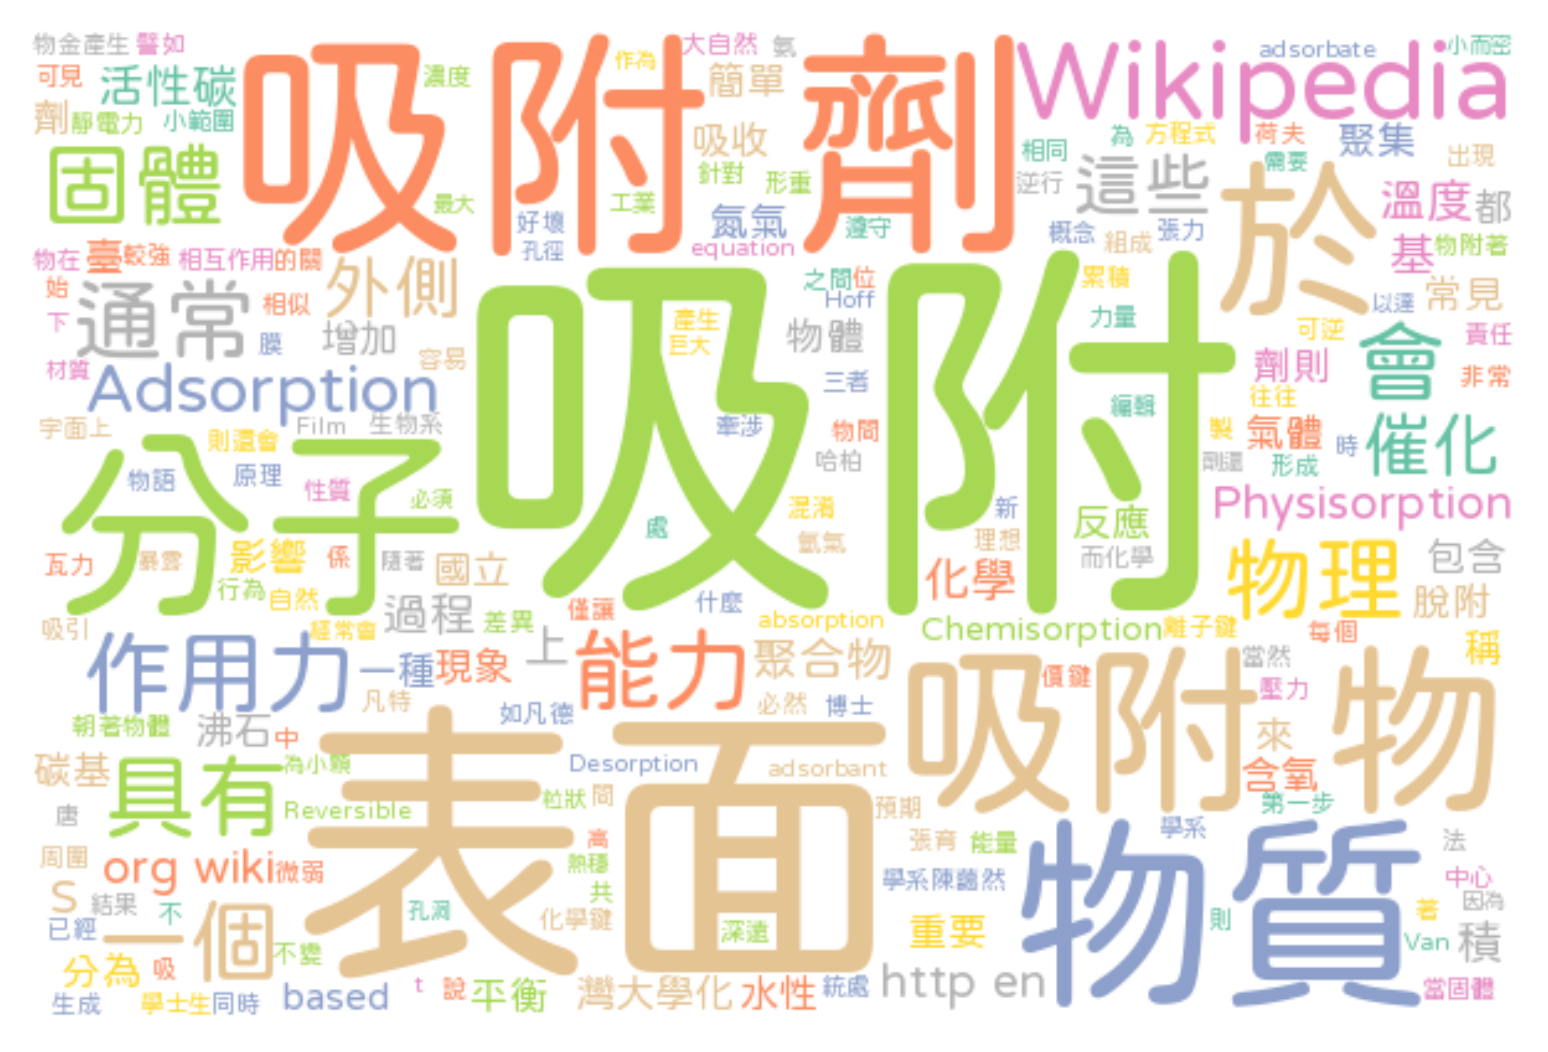 物金產生 譬如 作為 大自然 氨 adsorbate 小而密
可見 活性碳 吸附劑 濃度 簡單 Wikipedia
劑 靜電力 小範圍 吸收 相同 為 方程式 荷夫 聚集 出現
固體 針對 形重 逆行 這些 需要 溫度 都
最大 好壞 工業 氮氣 遵守 概念 組成 張力 於
孔徑 equation 基 物附著
物在 臺 較強 相互作用的關 外側 之間 位 累積
始 通常 相似 Hoff 以達 常見
下 膜 增加 吸附 產生 物體 力量 可逆 會 責任
材質 容易 巨大 劑則 非常
Adsorption 三者 編輯 往往
字面上 Film 生物系 牽涉 物間 製 氣體 時 催化
分子 則還會 哈柏 形成
物語 原理 性質 必須 混淆 新 Physisorption
處 氬氣 理想 反應
瓦力 暴露 影響 係 隨著 國立 而化學 物理 包含
行為 自然 過程 差異 僅讓 什麼 化學 脫附
吸引 經常會 absorption Chemisorption 離子鍵 每個 稱
作用力 一種 現象 上 能力 聚合物 當然
凡特 必然 博士 吸附物 價鍵 壓力
朝著物體 沸石 中 如凡德 來
碳基 具有 為小顆 表面 Desorption adsorbant 含氧
唐 Reversible 粒狀 問 預期 第一步
周圍 高 張育 能量 物質 學系 法
org wiki 微弱 熱穩 中心
S 結果 不 共 學系陳藹然 因為
已經 一個 孔洞 化學鍵 深遠 重要 則 著
不變 Van 積
分為 吸 t 說 平衡 灣大學化 水性 統處 http en 當固體
生成 學士生 同時 based